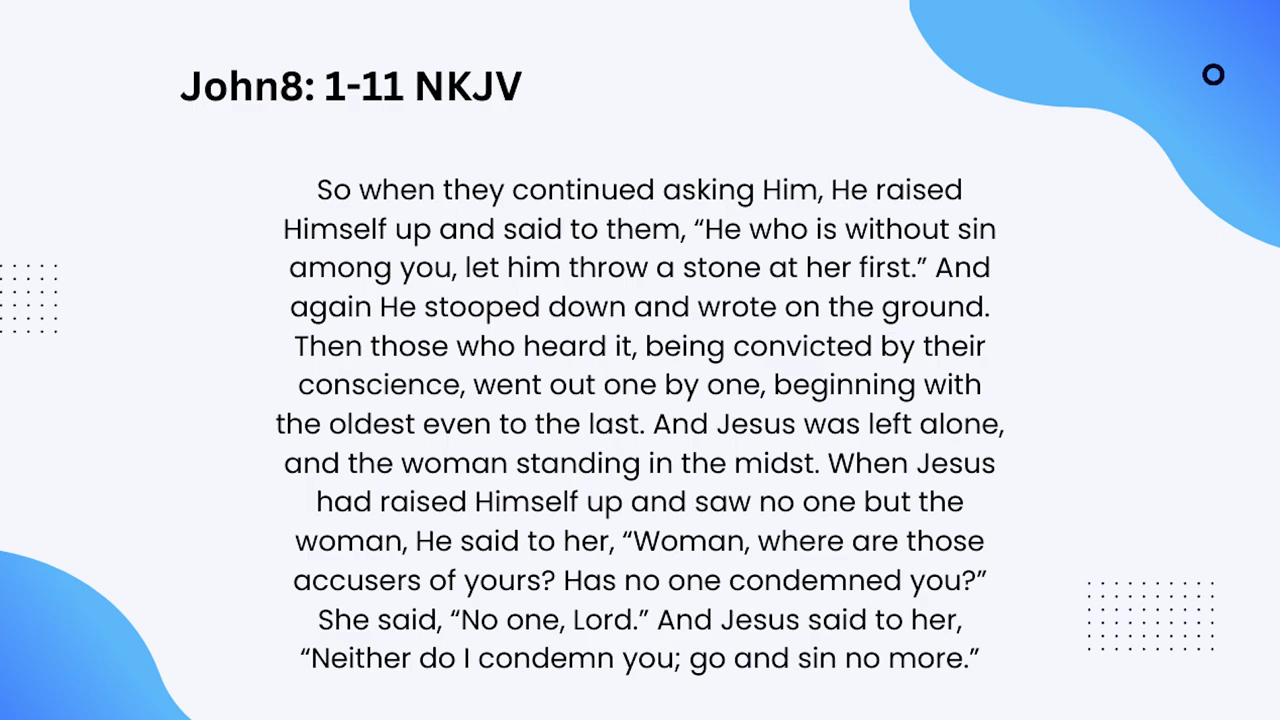 John8: 1-11 NKJV
So when they continued asking Him, He raised
Himself up and said to them, “He who is without sin
among you, let him throw a stone at her first.” And
again He stooped down and wrote on the ground.
Then those who heard it, being convicted by their
conscience, went out one by one, beginning with
the oldest even to the last. And Jesus was left alone,
and the woman standing in the midst. When Jesus
had raised Himself up and saw no one but the
woman, He said to her, “Woman, where are those
accusers of yours? Has no one condemned you?”
She said, “No one, Lord.” And Jesus said to her,
“Neither do I condemn you; go and sin no more.”